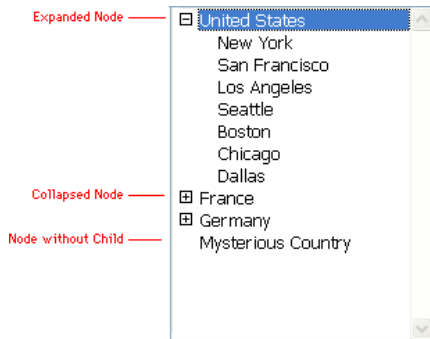 Expanded Node
United States
New York
San Francisco
Los Angeles
Seattle
Boston
Chicago
Dallas
Collapsed Node
France
Germany
Node without Child
Mysterious Country